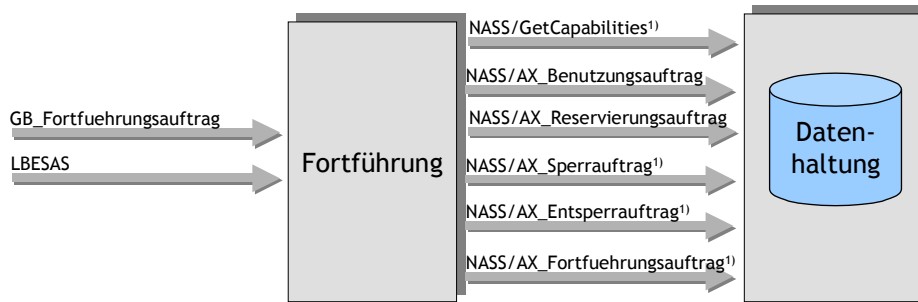 NASS/GetCapabilities¹⁾
NASS/AX_Benutzungsauftrag
GB_Fortfuehrungsauftrag
NASS/AX_Reservierungsauftrag
LBESAS
Fortführung
NASS/AX_Sperrauftrag¹⁾
NASS/AX_Entsperrauftrag¹⁾
NASS/AX_Fortfuehrungsauftrag¹⁾
Daten-
haltung